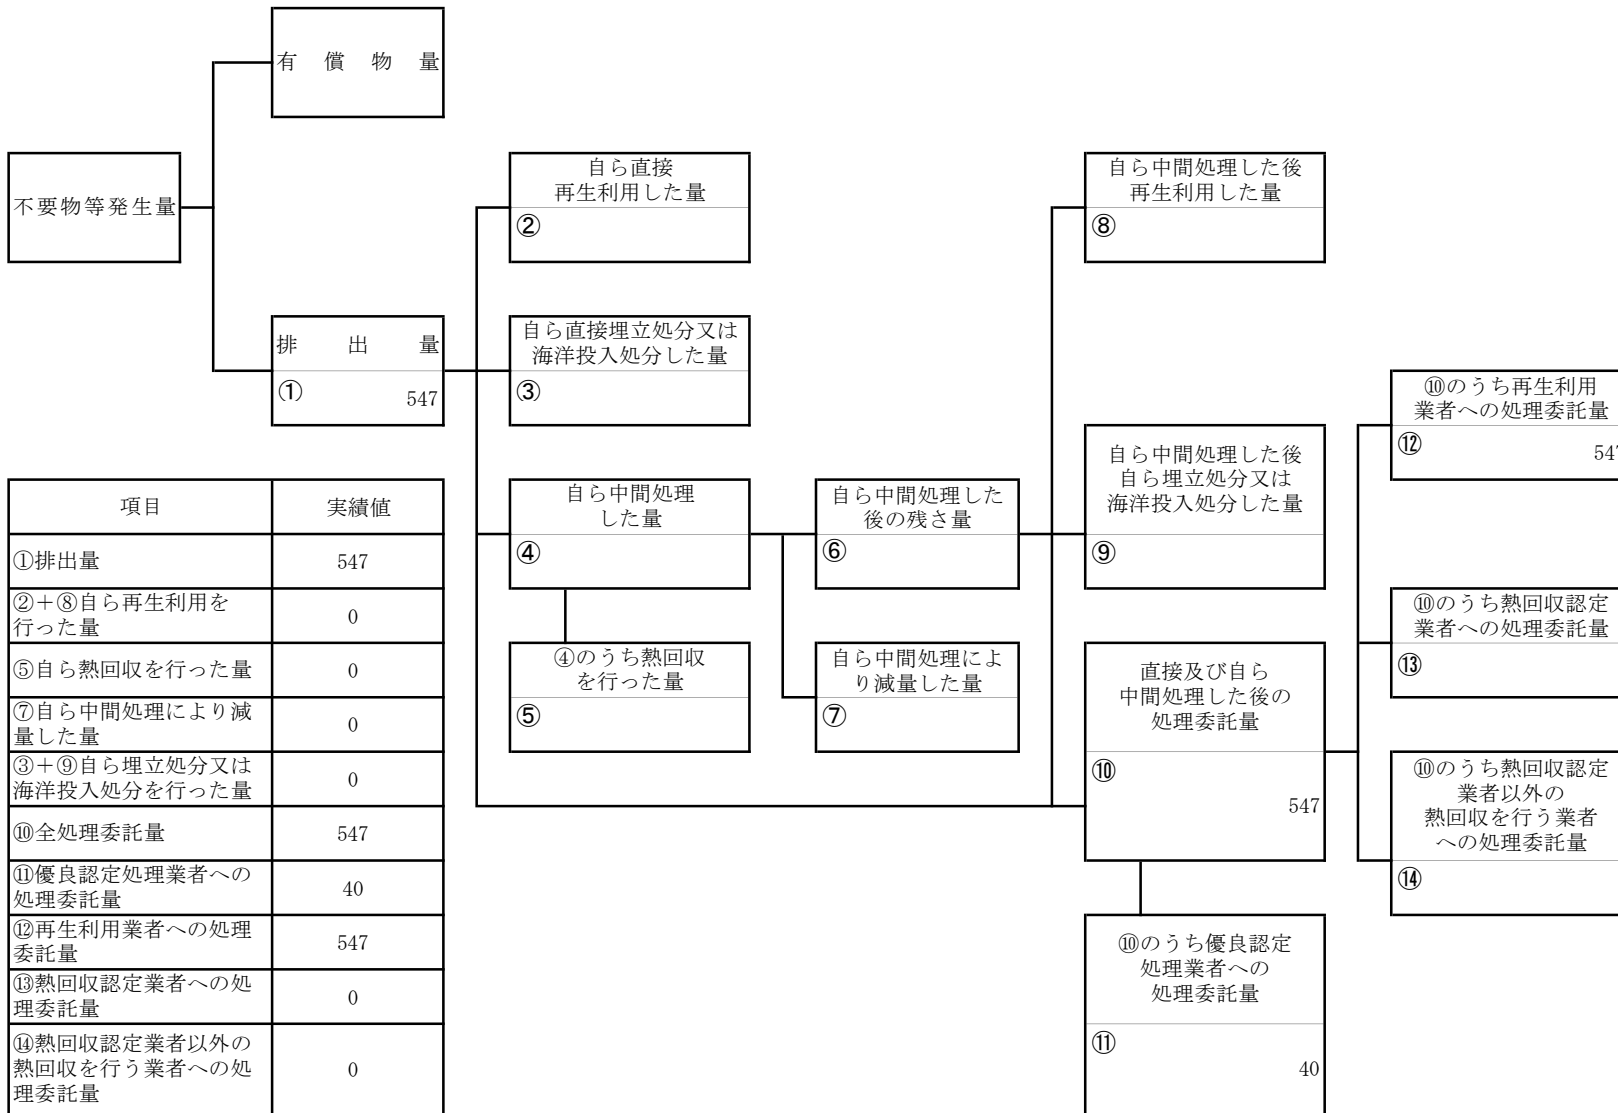 有償物量
不要物等発生量
排出量
①
547
自ら直接
再生利用した量
②
自ら直接埋立処分又は
海洋投入処分した量
③
自ら中間処理
した量
④
④のうち熱回収
を行った量
⑤
自ら中間処理した
後の残さ量
⑥
自ら中間処理によ
り減量した量
⑦
自ら中間処理した後
再生利用した量
⑧
自ら中間処理した後
自ら埋立処分又は
海洋投入処分した量
⑨
直接及び自ら
中間処理した後の
処理委託量
⑩
547
⑩のうち優良認定
処理業者への
処理委託量
⑪
40
⑩のうち再生利用
業者への処理委託量
⑫
547
⑩のうち熱回収認定
業者への処理委託量
⑬
⑩のうち熱回収認定
業者以外の
熱回収を行う業者
への処理委託量
⑭
項目 実績値
①排出量 547
②+⑧自ら再生利用を
行った量 0
⑤自ら熱回収を行った量 0
⑦自ら中間処理により減
量した量 0
③+⑨自ら埋立処分又は
海洋投入処分を行った量 0
⑩全処理委託量 547
⑪優良認定処理業者への
処理委託量 40
⑫再生利用業者への処理
委託量 547
⑬熱回収認定業者への処
理委託量 0
⑭熱回収認定業者以外の
熱回収を行う業者への処
理委託量 0